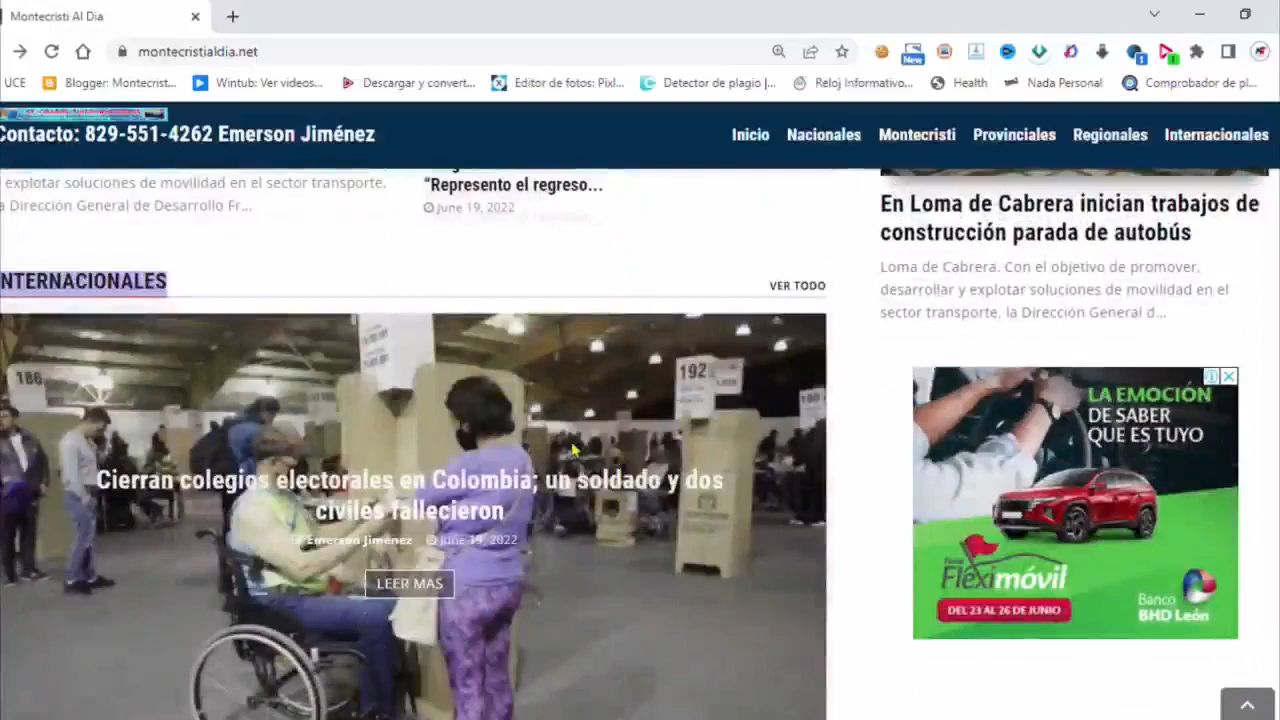 Montecristi Al Dia
montecristialdia.net
New
UCE
Blogger: Montecrist...
Wintub: Ver videos...
Descargar y convert...
Editor de fotos: Pixl...
Detector de plagio |...
Reloj Informativo...
Health
Nada Personal
Comprobador de pl...
Contacto: 829-551-4262 Emerson Jiménez
Inicio
Nacionales
Montecristi
Provinciales
Regionales
Internacionales
explotar soluciones de movilidad en el sector transporte.
a Dirección General de Desarrollo Fr...
“Represento el regreso...
June 19, 2022
En Loma de Cabrera inician trabajos de
construcción parada de autobús
Loma de Cabrera. Con el objetivo de promover,
desarrollar y explotar soluciones de movilidad en el
sector transporte, la Dirección General d...
NTERNACIONALES
VER TODO
186
192
190
Cierran colegios electorales en Colombia; un soldado y dos
civiles fallecieron
Emerson Jimenez
June 19, 2022
LEER MAS
LA EMOCIÓN
DE SABER
QUE ES TUYO
Fleximóvil
DEL 23 AL 26 DE JUNIO
Banco
BHD León